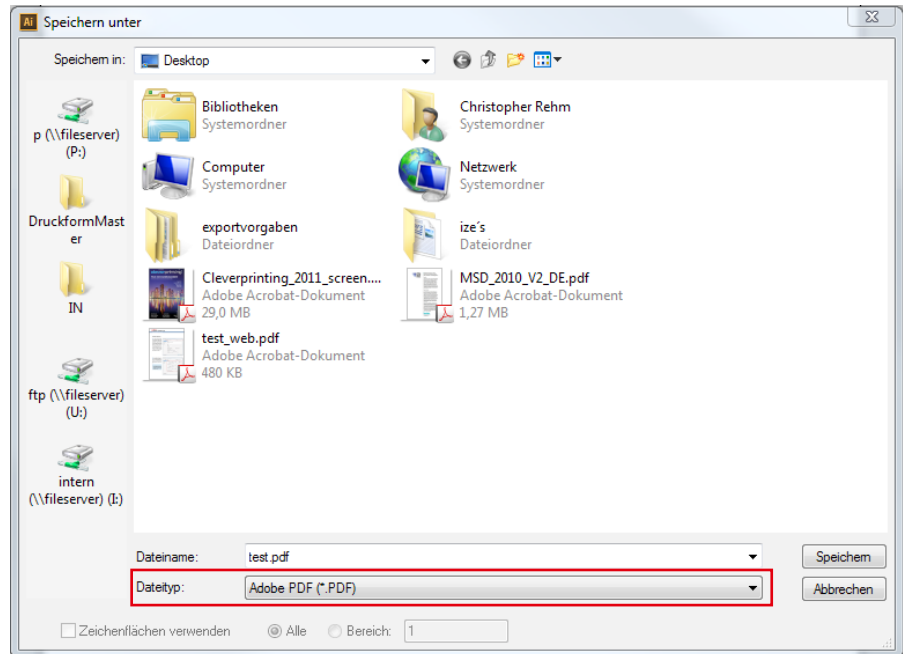 Ai Speichern unter
Speichern in: Desktop
p (\\fileserver)
(P:)
DruckformMast
er
IN
ftp (\\fileserver)
(U:)
intern
(\\fileserver) (I:)
Bibliotheken
Systemordner
Christopher Rehm
Systemordner
Computer
Systemordner
Netzwerk
Systemordner
exportvorgaben
Dateiordner
ize´s
Dateiordner
Cleverprinting_2011_screen....
Adobe Acrobat-Dokument
29,0 MB
MSD_2010_V2_DE.pdf
Adobe Acrobat-Dokument
1,27 MB
test_web.pdf
Adobe Acrobat-Dokument
480 KB
Dateiname: test.pdf Speichern
Dateityp: Adobe PDF (*.PDF) Abbrechen
Zeichenflächen verwenden Alle Bereich: 1